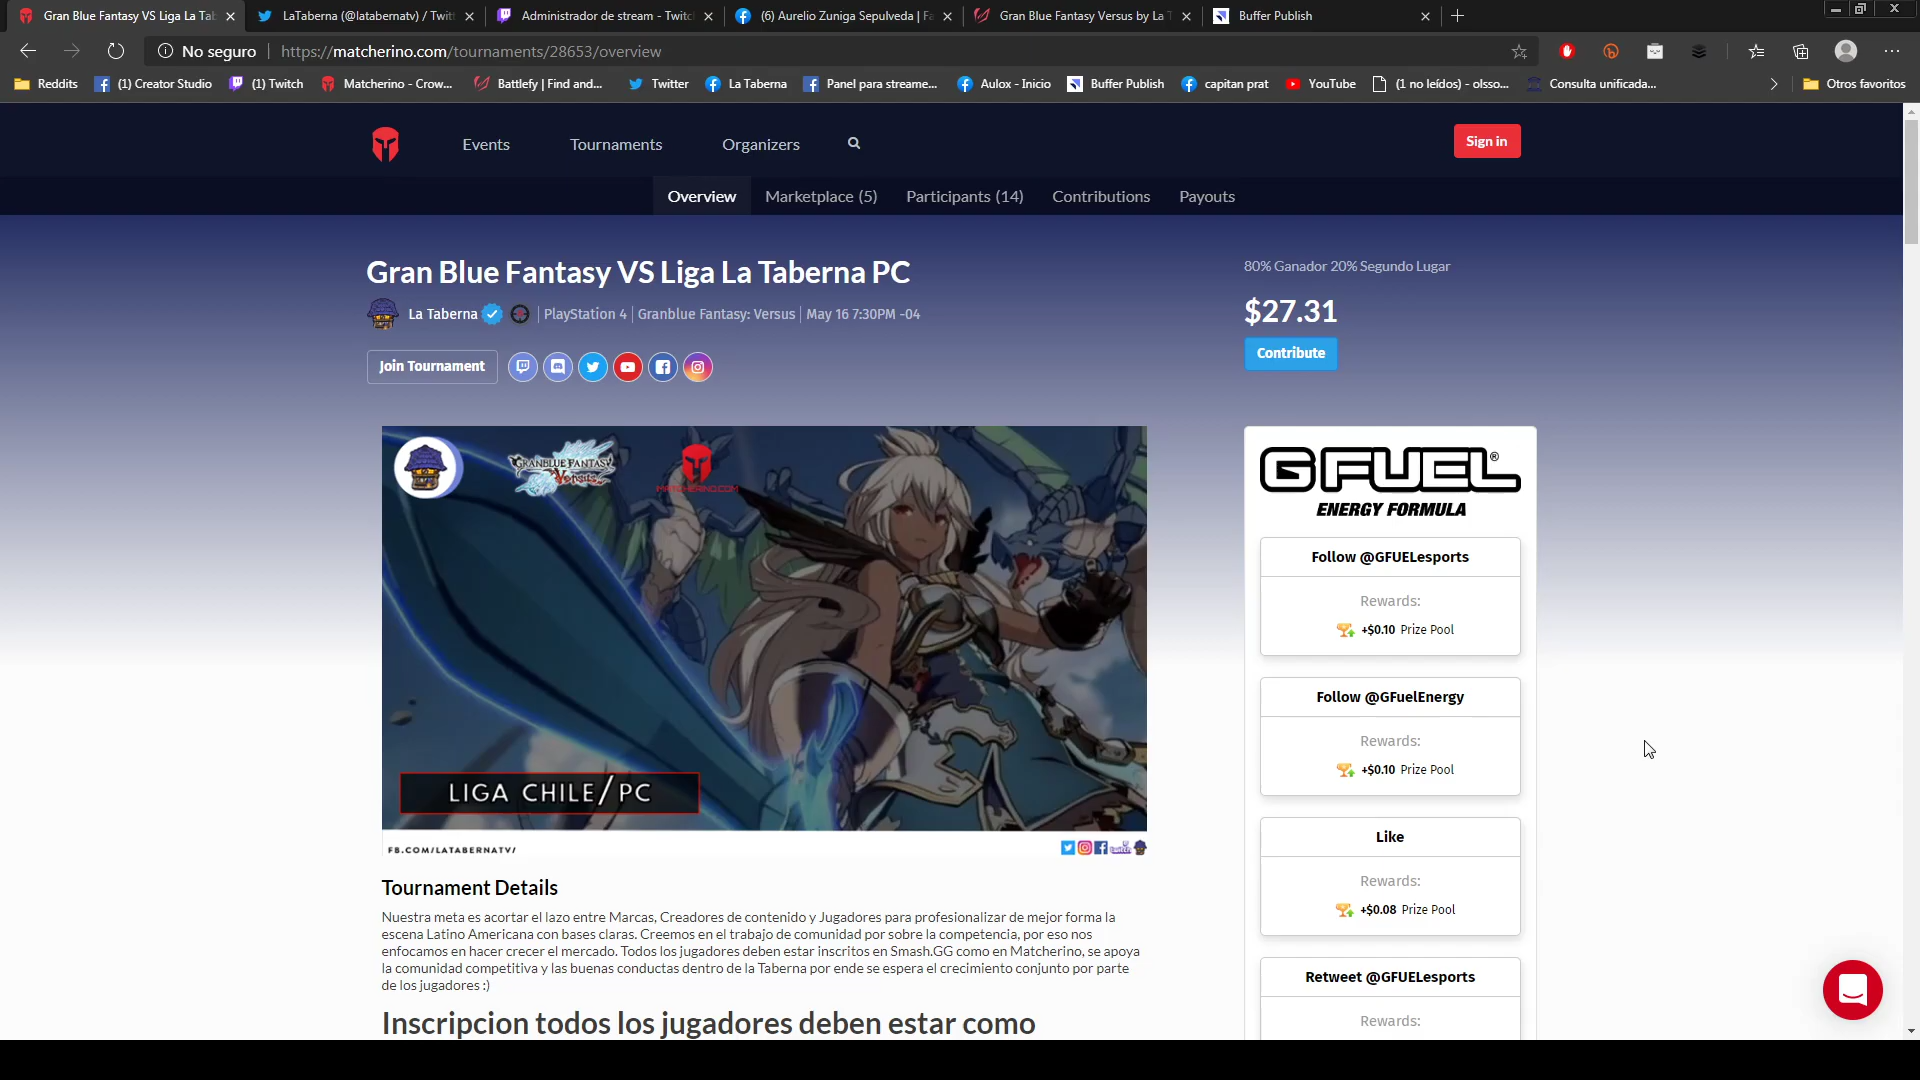 Gran Blue Fantasy VS Liga La Tab
LaTaberna (@latabernatv) / Twitt
Administrador de stream - Twitc
(6) Aurelio Zuniga Sepulveda | Fa
Gran Blue Fantasy Versus by La T
Buffer Publish
No seguro
https://matcherino.com/tournaments/28653/overview
Reddits
(1) Creator Studio
(1) Twitch
Matcherino - Crow...
Battlefy | Find and...
Twitter
La Taberna
Panel para streame...
Aulox - Inicio
Buffer Publish
capitan prat
YouTube
(1 no leídos) - olsso...
Consulta unificada...
Otros favoritos
Events
Tournaments
Organizers
Sign in
Overview
Marketplace (5)
Participants (14)
Contributions
Payouts
Gran Blue Fantasy VS Liga La Taberna PC
La Taberna | PlayStation 4 | Granblue Fantasy: Versus | May 16 7:30PM -04
Join Tournament
80% Ganador 20% Segundo Lugar
$27.31
Contribute
GRANBLUE FANTASY
Versus
MATCHERINO.COM
LIGA CHILE/PC
FB.COM/LATABERNATV/
twitch
Tournament Details
Nuestra meta es acortar el lazo entre Marcas, Creadores de contenido y Jugadores para profesionalizar de mejor forma la
escena Latino Americana con bases claras. Creemos en el trabajo de comunidad por sobre la competencia, por eso nos
enfocamos en hacer crecer el mercado. Todos los jugadores deben estar inscritos en Smash.GG como en Matcherino, se apoya
la comunidad competitiva y las buenas conductas dentro de la Taberna por ende se espera el crecimiento conjunto por parte
de los jugadores :)
Inscripcion todos los jugadores deben estar como
G FUEL®
ENERGY FORMULA
Follow @GFUELesports
Rewards:
+$0.10 Prize Pool
Follow @GFuelEnergy
Rewards:
+$0.10 Prize Pool
Like
Rewards:
+$0.08 Prize Pool
Retweet @GFUELesports
Rewards: